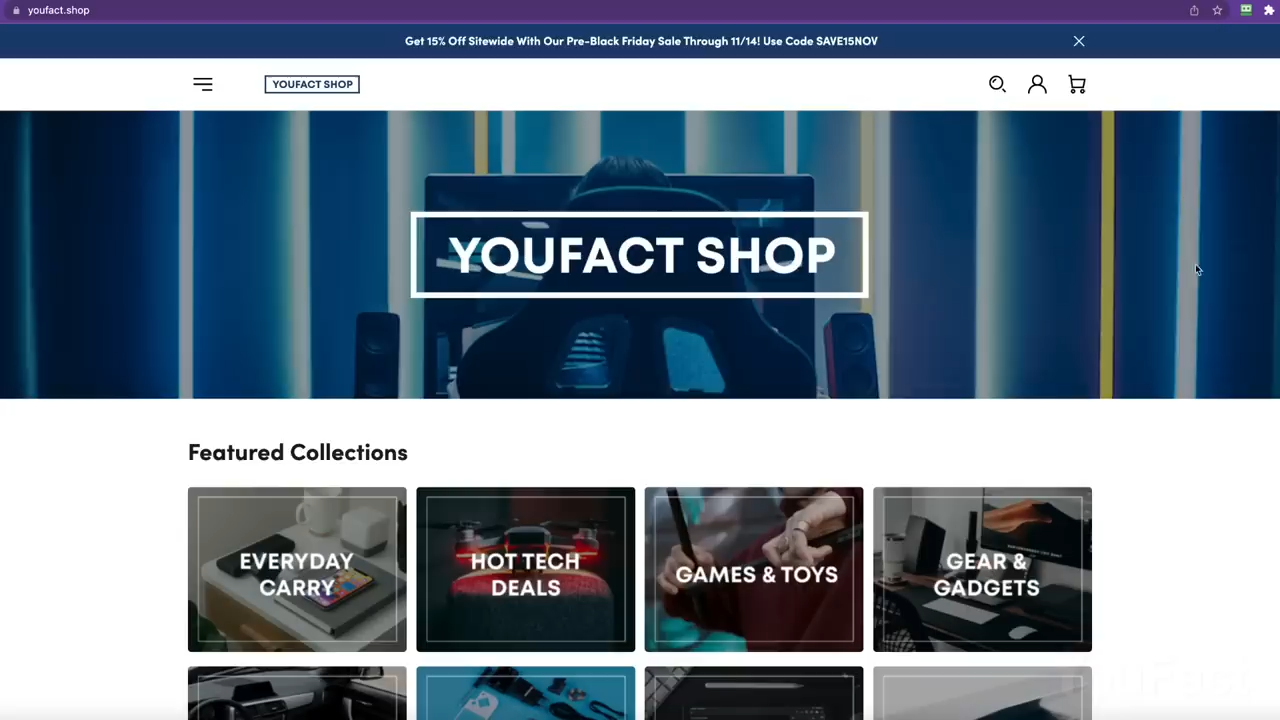 youfact.shop
Get 15% Off Sitewide With Our Pre-Black Friday Sale Through 11/14! Use Code SAVE15NOV
YOUFACT SHOP
YOUFACT SHOP
Featured Collections
EVERYDAY
CARRY
HOT TECH
DEALS
GAMES & TOYS
GEAR &
GADGETS